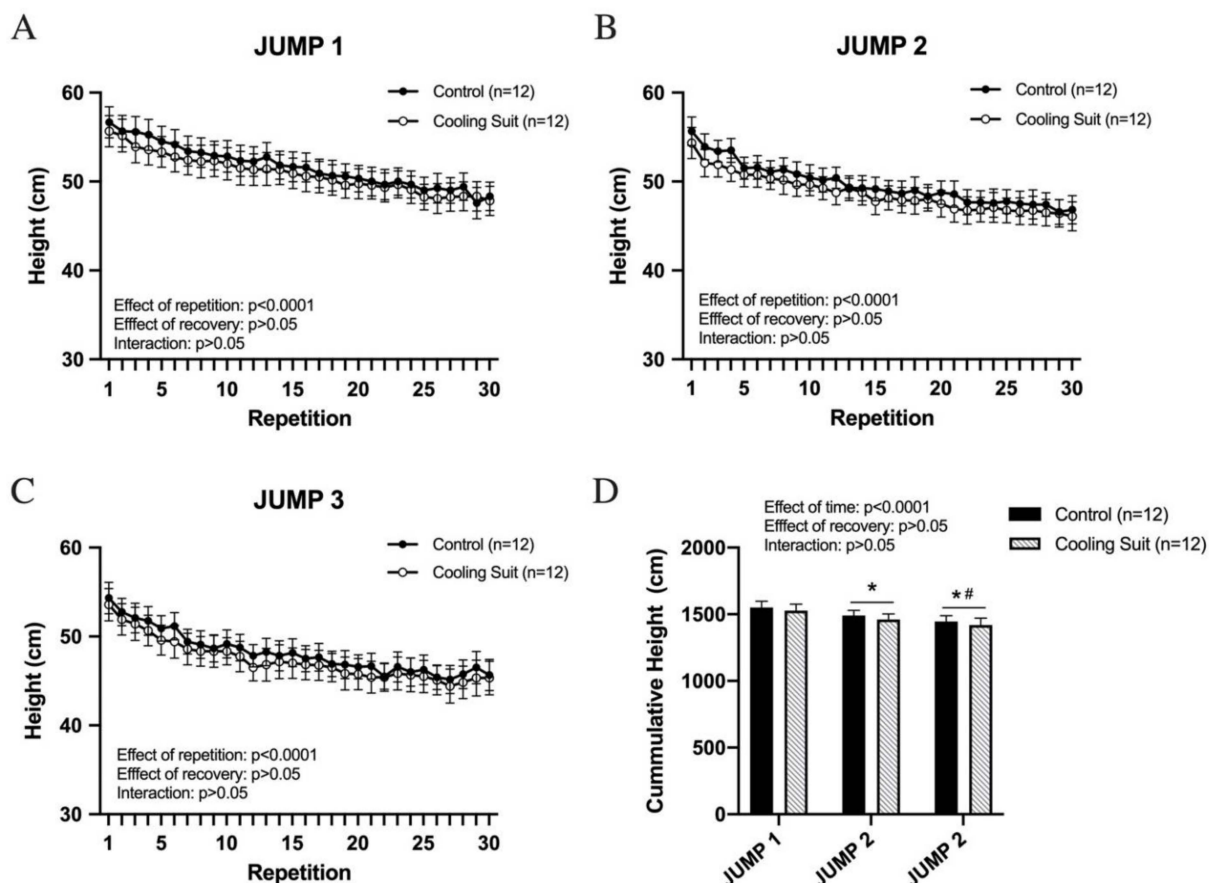 A
JUMP 1
Control (n=12)
Cooling Suit (n=12)
Height (cm)
60
50
40
30
Effect of repetition: p<0.0001
Efffect of recovery: p>0.05
Interaction: p>0.05
1 5 10 15 20 25 30
Repetition
B
JUMP 2
Control (n=12)
Cooling Suit (n=12)
Height (cm)
60
50
40
30
Effect of repetition: p<0.0001
Efffect of recovery: p>0.05
Interaction: p>0.05
1 5 10 15 20 25 30
Repetition
C
JUMP 3
Control (n=12)
Cooling Suit (n=12)
Height (cm)
60
50
40
30
Effect of repetition: p<0.0001
Efffect of recovery: p>0.05
Interaction: p>0.05
1 5 10 15 20 25 30
Repetition
D
Effect of time: p<0.0001
Efffect of recovery: p>0.05
Interaction: p>0.05
Control (n=12)
Cooling Suit (n=12)
Cummulative Height (cm)
2000
1500
1000
500
0
*
* #
JUMP 1
JUMP 2
JUMP 2